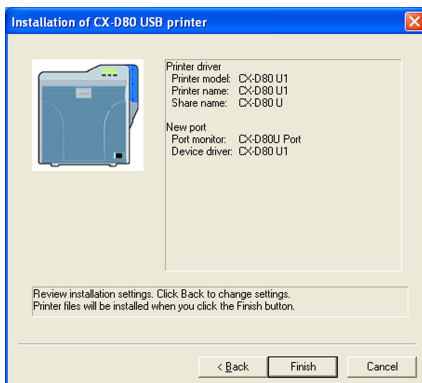 Installation of CX-D80 USB printer
Printer driver
Printer model: CX-D80 U1
Printer name: CX-D80 U1
Share name: CX-D80 U
New port
Port monitor: CX-D80U Port
Device driver: CX-D80 U1
Review installation settings. Click Back to change settings.
Printer files will be installed when you click the Finish button.
< Back Finish Cancel